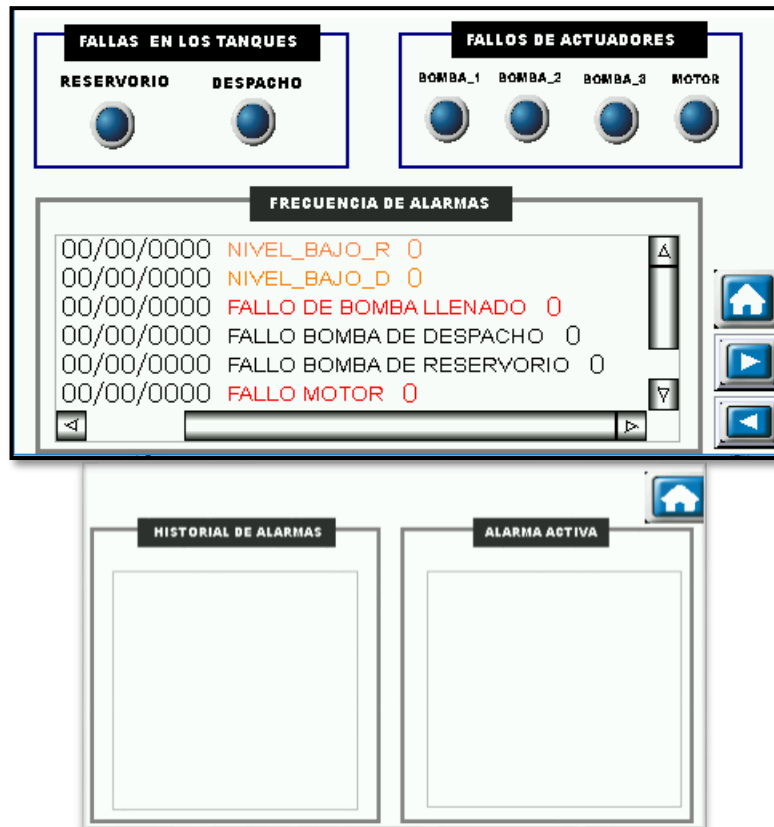 FALLAS EN LOS TANQUES
RESERVORIO DESPACHO
FALLOS DE ACTUADORES
BOMBA_1 BOMBA_2 BOMBA_3 MOTOR
FRECUENCIA DE ALARMAS
00/00/0000 NIVEL_BAJO_R 0
00/00/0000 NIVEL_BAJO_D 0
00/00/0000 FALLO DE BOMBA LLENADO 0
00/00/0000 FALLO BOMBA DE DESPACHO 0
00/00/0000 FALLO BOMBA DE RESERVORIO 0
00/00/0000 FALLO MOTOR 0
HISTORIAL DE ALARMAS
ALARMA ACTIVA